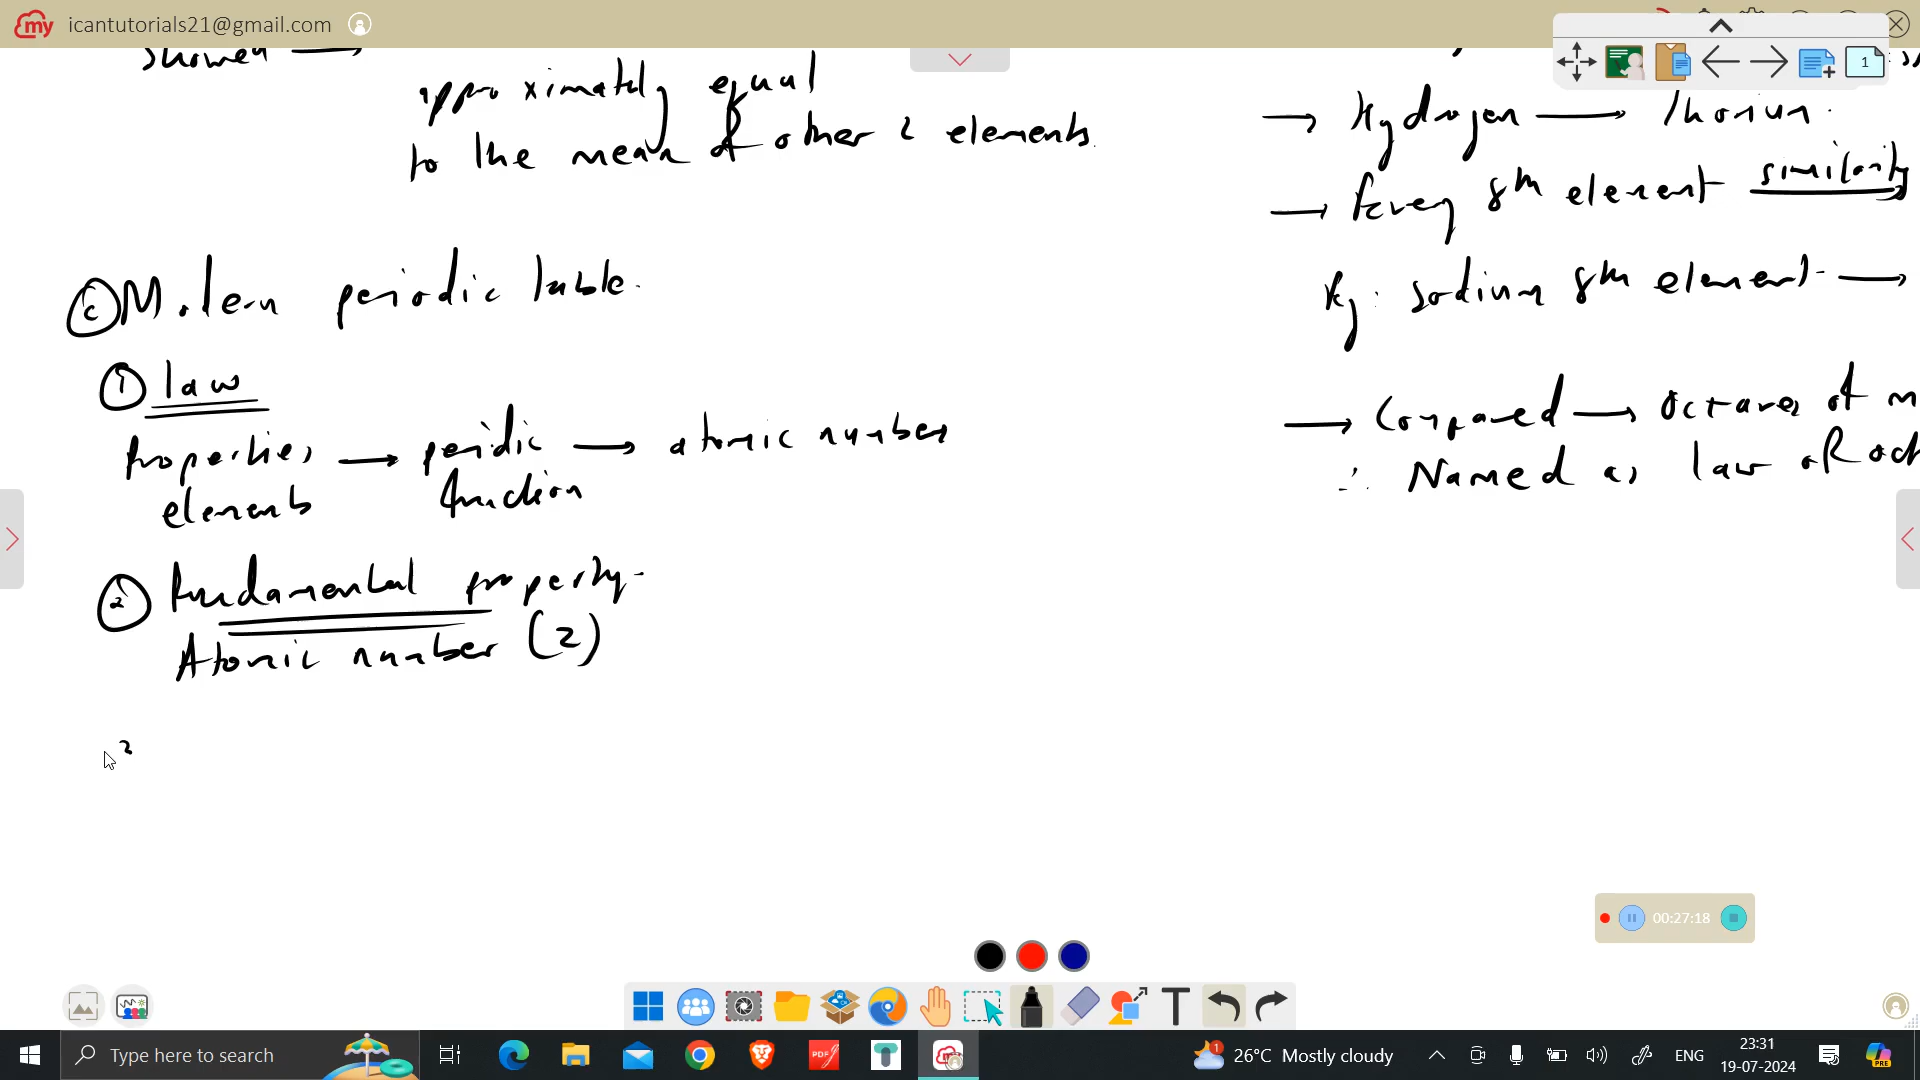 icantutorials21@gmail.com
showed →
approximately equal
to the mean of other 2 elements.
c Modern periodic table.
1 law
Properties → peridic → atomic number
elements function
2 Fundamental property-
Atomic number (Z)
1
→ Hydrogen → Thorium.
→ Every 8th element similarity
Eg: Sodium 8th element →
→ Compared → octaves of m
∴ Named as law of oct
00:27:18
Type here to search
26°C Mostly cloudy
ENG
23:31
19-07-2024